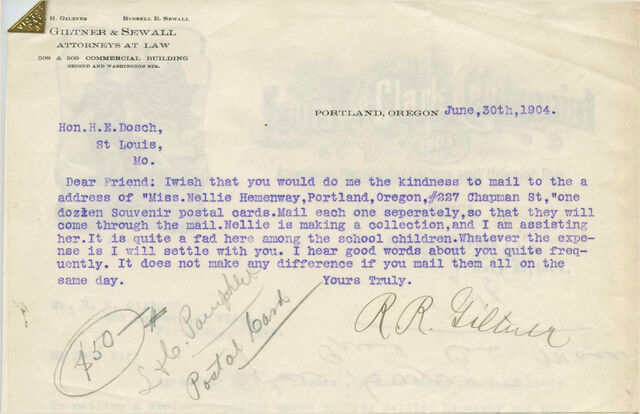 R. Giltner Russell E. Sewall
Giltner & Sewall
Attorneys at Law
508 & 509 Commercial Building
Second and Washington Sts.
Portland, Oregon June,30th,1904.
Hon.H.E.Dosch,
St Louis,
Mo.
Dear Friend: Iwish that you would do me the kindness to mail to the a
address of "Miss.Nellie Hemenway,Portland,Oregon,#227 Chapman St,"one
dozten Souvenir postal cards.Mail each one seperately,so that they will
come through the mail.Nellie is making a collection,and I am assisting
her.It is quite a fad here among the school children.Whatever the expe-
nse is I will settle with you. I hear good words about you quite freq-
uently. It does not make any difference if you mail them all on the
same day. Yours Truly.
R R. Giltner
$50 #
L & C. Pamphlet
Postal Card